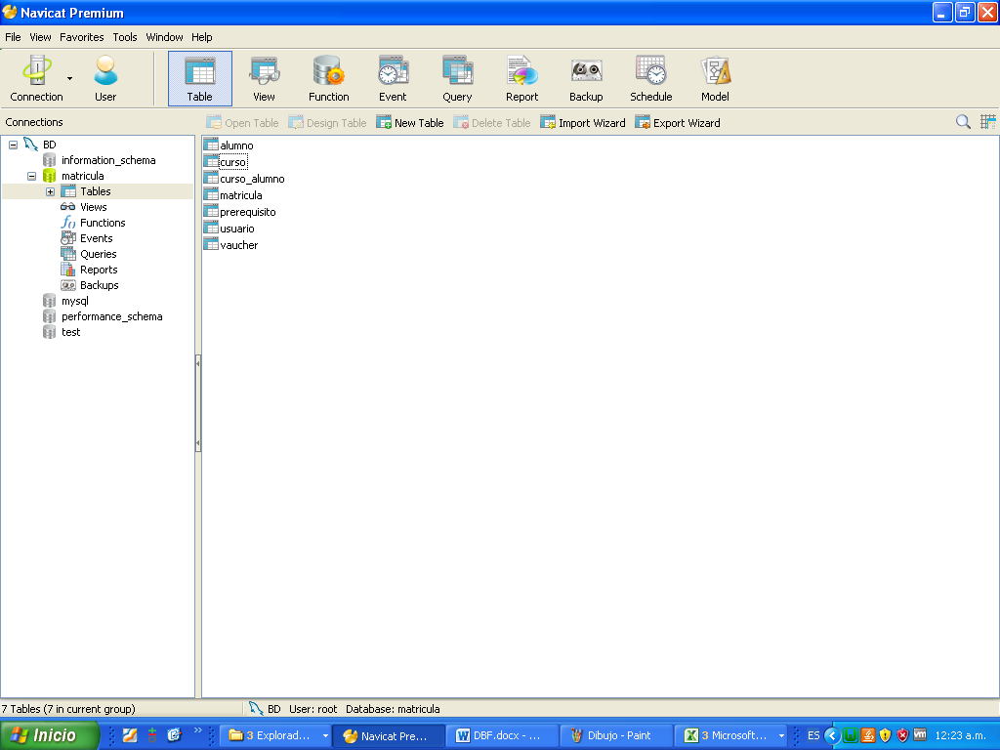 Navicat Premium
File View Favorites Tools Window Help
Connection User Table View Function Event Query Report Backup Schedule Model
Connections Open Table Design Table New Table Delete Table Import Wizard Export Wizard
BD
information_schema
matricula
Tables
Views
Functions
Events
Queries
Reports
Backups
mysql
performance_schema
test
alumno
curso
curso_alumno
matricula
prerequisito
usuario
vaucher
7 Tables (7 in current group) BD User: root Database: matricula
Inicio 3 Explorad... Navicat Pre... DBF.docx - ... Dibujo - Paint 3 Microsoft... ES 12:23 a.m.